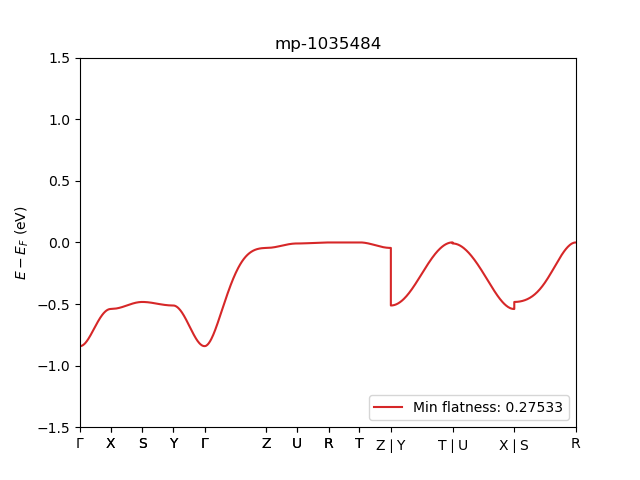 mp-1035484
E − E_F (eV)
1.5
1.0
0.5
0.0
−0.5
−1.0
−1.5
Γ X S Y Γ Z U R T Z | Y T | U X | S R
Min flatness: 0.27533